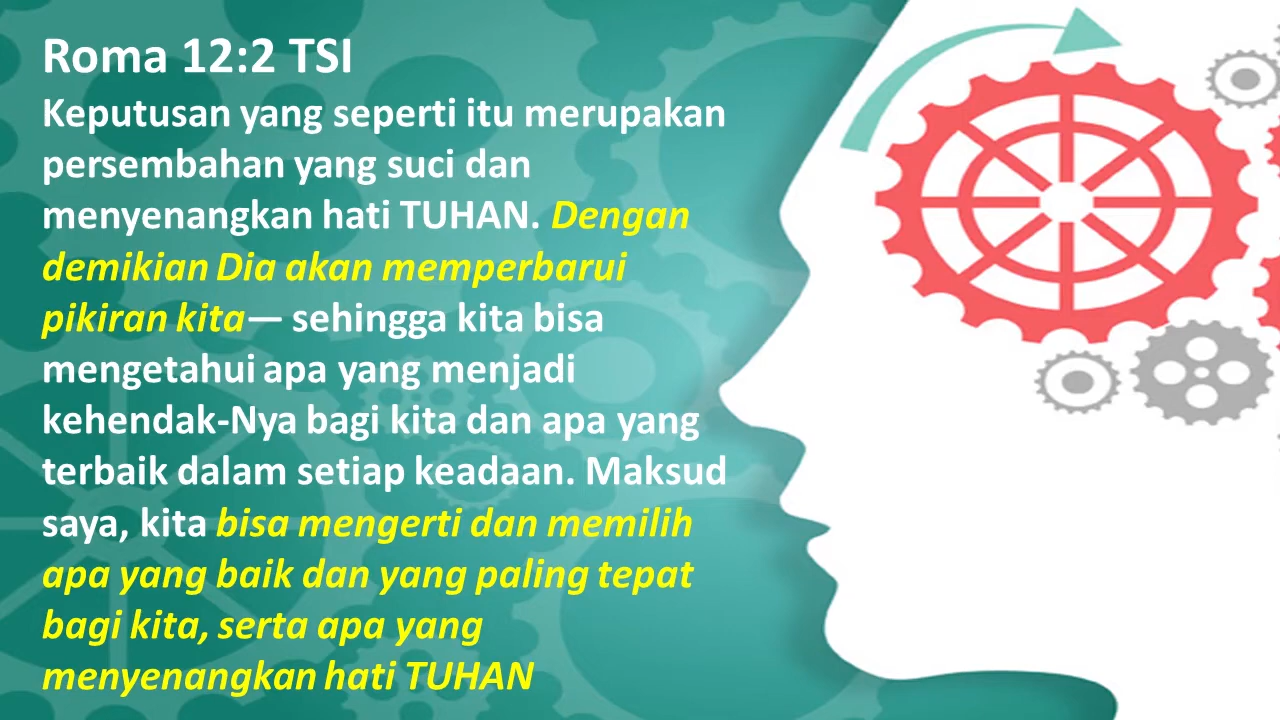 Roma 12:2 TSI
Keputusan yang seperti itu merupakan
persembahan yang suci dan
menyenangkan hati TUHAN. Dengan
demikian Dia akan memperbarui
pikiran kita— sehingga kita bisa
mengetahui apa yang menjadi
kehendak-Nya bagi kita dan apa yang
terbaik dalam setiap keadaan. Maksud
saya, kita bisa mengerti dan memilih
apa yang baik dan yang paling tepat
bagi kita, serta apa yang
menyenangkan hati TUHAN